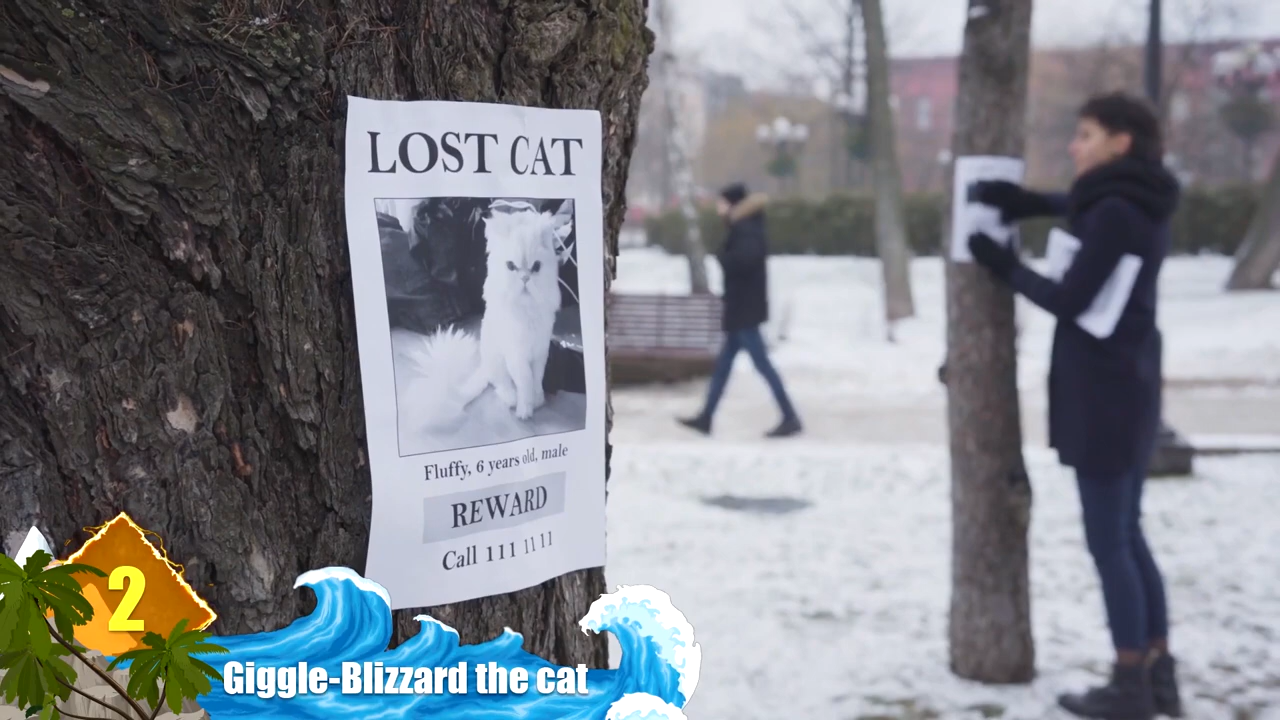 LOST CAT
Fluffy, 6 years old, male
REWARD
Call 111 11 11
2
Giggle-Blizzard the cat